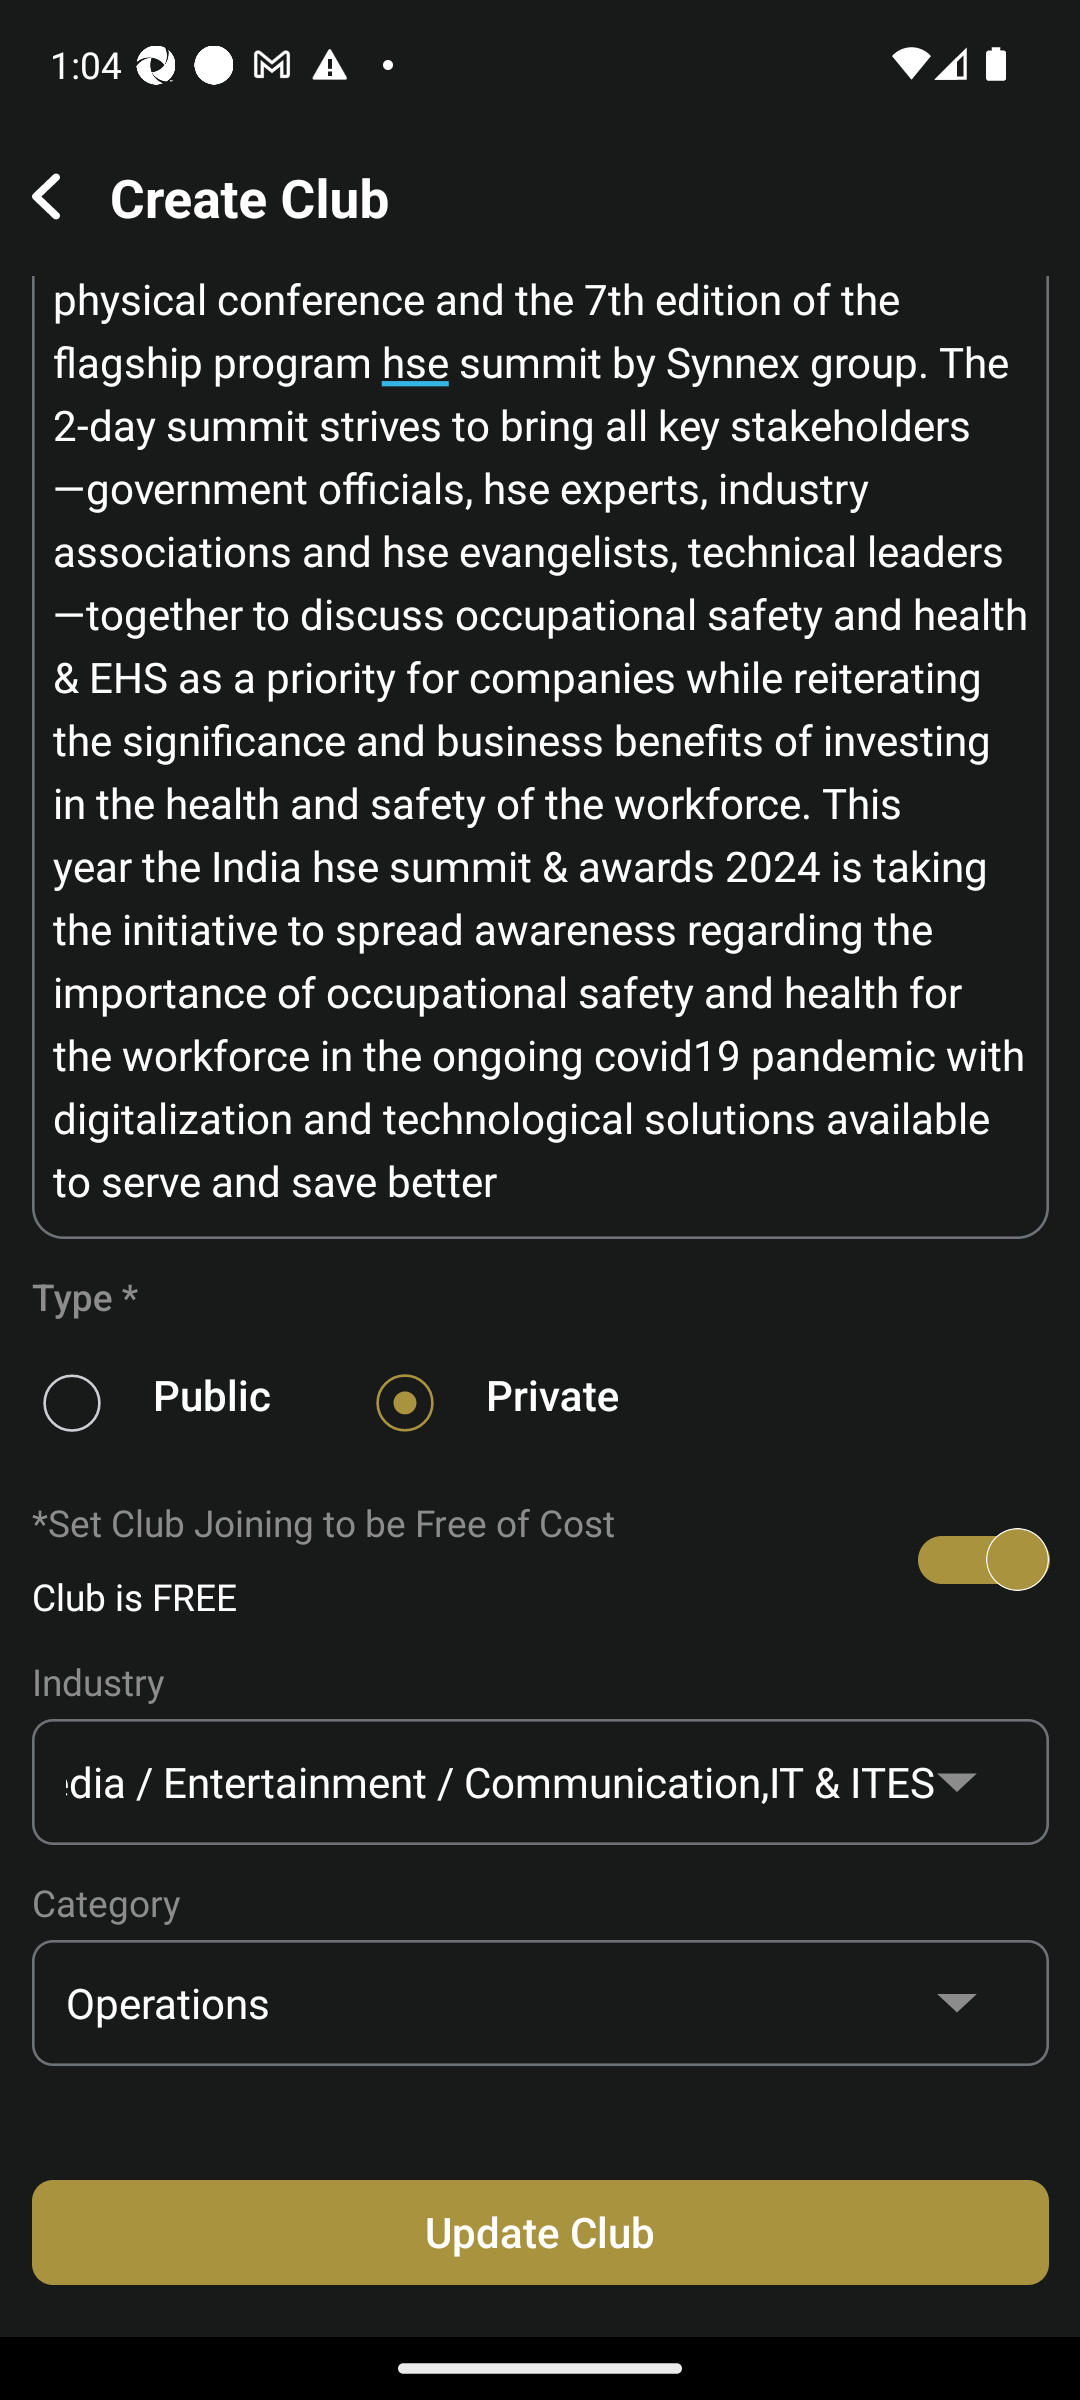 1:04
Create Club
physical conference and the 7th edition of the
flagship program hse summit by Synnex group. The
2-day summit strives to bring all key stakeholders
—government officials, hse experts, industry
associations and hse evangelists, technical leaders
—together to discuss occupational safety and health
& EHS as a priority for companies while reiterating
the significance and business benefits of investing
in the health and safety of the workforce. This
year the India hse summit & awards 2024 is taking
the initiative to spread awareness regarding the
importance of occupational safety and health for
the workforce in the ongoing covid19 pandemic with
digitalization and technological solutions available
to serve and save better
Type *
Public Private
*Set Club Joining to be Free of Cost
Club is FREE
Industry
dia / Entertainment / Communication,IT & ITES
Category
Operations
Update Club